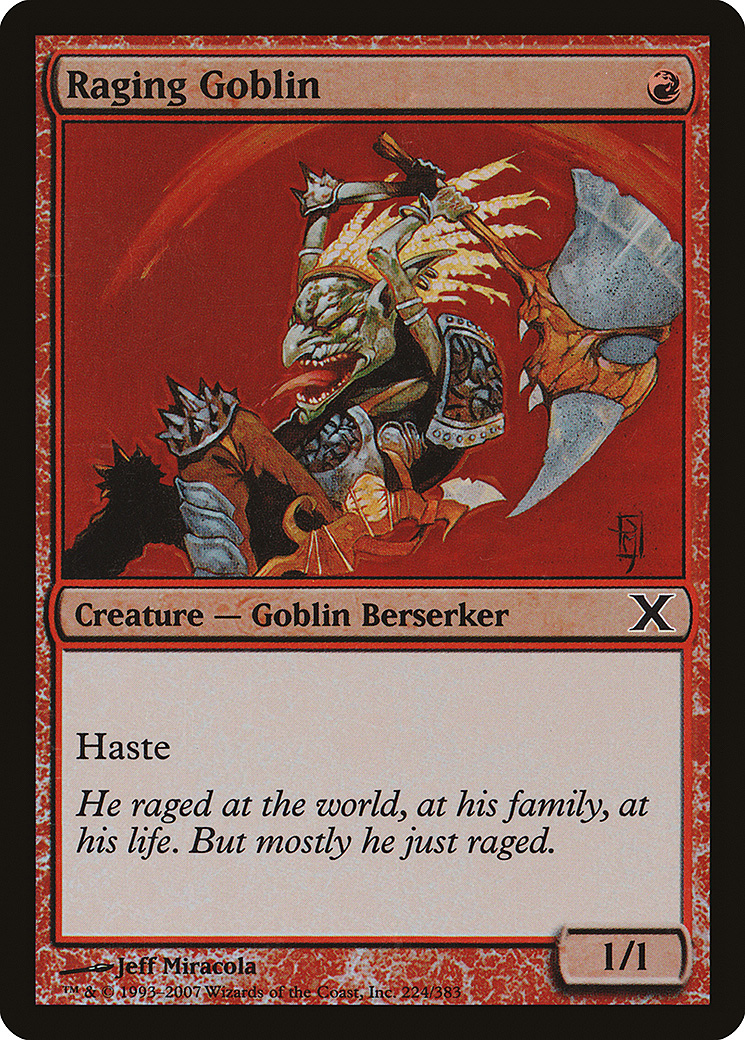 Raging Goblin
Creature — Goblin Berserker
X
Haste
He raged at the world, at his family, at
his life. But mostly he just raged.
1/1
Jeff Miracola
™ & © 1993–2007 Wizards of the Coast, Inc. 224/383